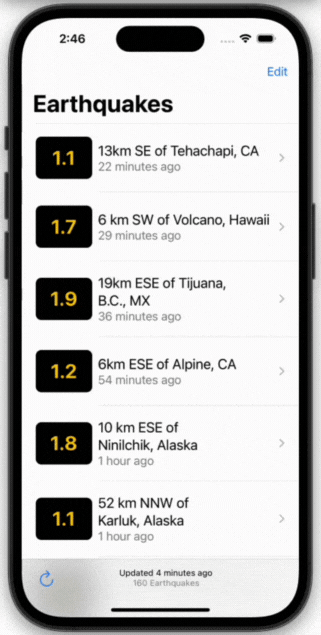 2:46
Edit
Earthquakes
1.1
13km SE of Tehachapi, CA
22 minutes ago
1.7
6 km SW of Volcano, Hawaii
29 minutes ago
1.9
19km ESE of Tijuana,
B.C., MX
36 minutes ago
1.2
6km ESE of Alpine, CA
54 minutes ago
1.8
10 km ESE of
Ninilchik, Alaska
1 hour ago
1.1
52 km NNW of
Karluk, Alaska
1 hour ago
Updated 4 minutes ago
160 Earthquakes